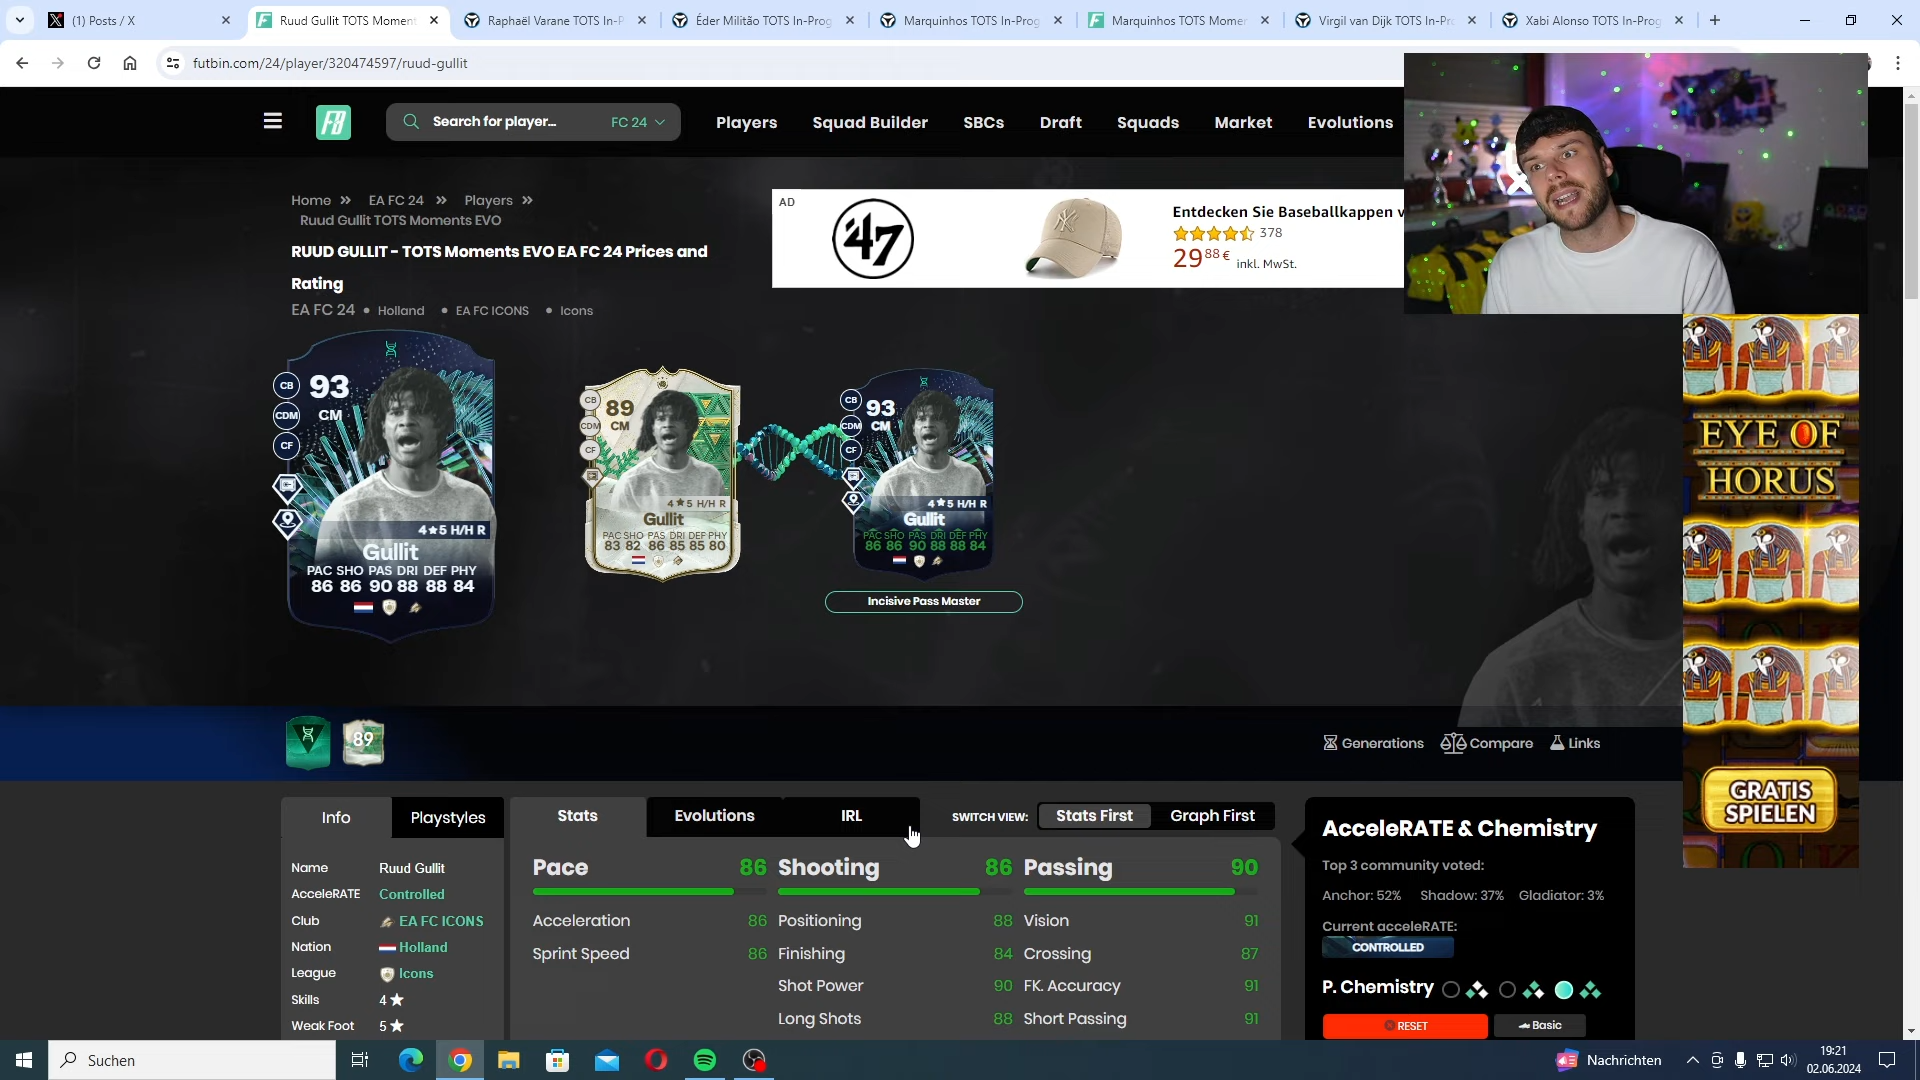 (1) Posts / X
Ruud Gullit TOTS Moment
Raphaël Varane TOTS In-P
Éder Militão TOTS In-Prog
Marquinhos TOTS In-Prog
Marquinhos TOTS Momer
Virgil van Dijk TOTS In-Pr
Xabi Alonso TOTS In-Prog
futbin.com/24/player/320474597/ruud-gullit
FB
Search for player...
FC 24
Players
Squad Builder
SBCs
Draft
Squads
Market
Evolutions
Home » EA FC 24 » Players »
Ruud Gullit TOTS Moments EVO
RUUD GULLIT - TOTS Moments EVO EA FC 24 Prices and
Rating
EA FC 24 • Holland • EA FC ICONS • Icons
AD
'47
Entdecken Sie Baseballkappen v
378
29 88 € inkl. MwSt.
CB
CDM
CF
93
CM
4★5 H/H R
Gullit
PAC SHO PAS DRI DEF PHY
86 86 90 88 88 84
CB
CDM
CF
89
CM
4★5 H/H R
Gullit
PAC SHO PAS DRI DEF PHY
83 82 86 85 85 80
CB
CDM
CF
93
CM
4★5 H/H R
Gullit
PAC SHO PAS DRI DEF PHY
86 86 90 88 88 84
Incisive Pass Master
EYE OF
HORUS
GRATIS
SPIELEN
89
Generations
Compare
Links
Info
Playstyles
Name Ruud Gullit
AcceleRATE Controlled
Club EA FC ICONS
Nation Holland
League Icons
Skills 4★
Weak Foot 5★
Stats
Evolutions
IRL
SWITCH VIEW:
Stats First
Graph First
Pace 86
Acceleration 86
Sprint Speed 86
Shooting 86
Positioning 88
Finishing 84
Shot Power 90
Long Shots 88
Passing 90
Vision 91
Crossing 87
FK. Accuracy 91
Short Passing 91
AcceleRATE & Chemistry
Top 3 community voted:
Anchor: 52% Shadow: 37% Gladiator: 3%
Current acceleRATE:
CONTROLLED
P. Chemistry
RESET
Basic
Suchen
Nachrichten
19:21
02.06.2024